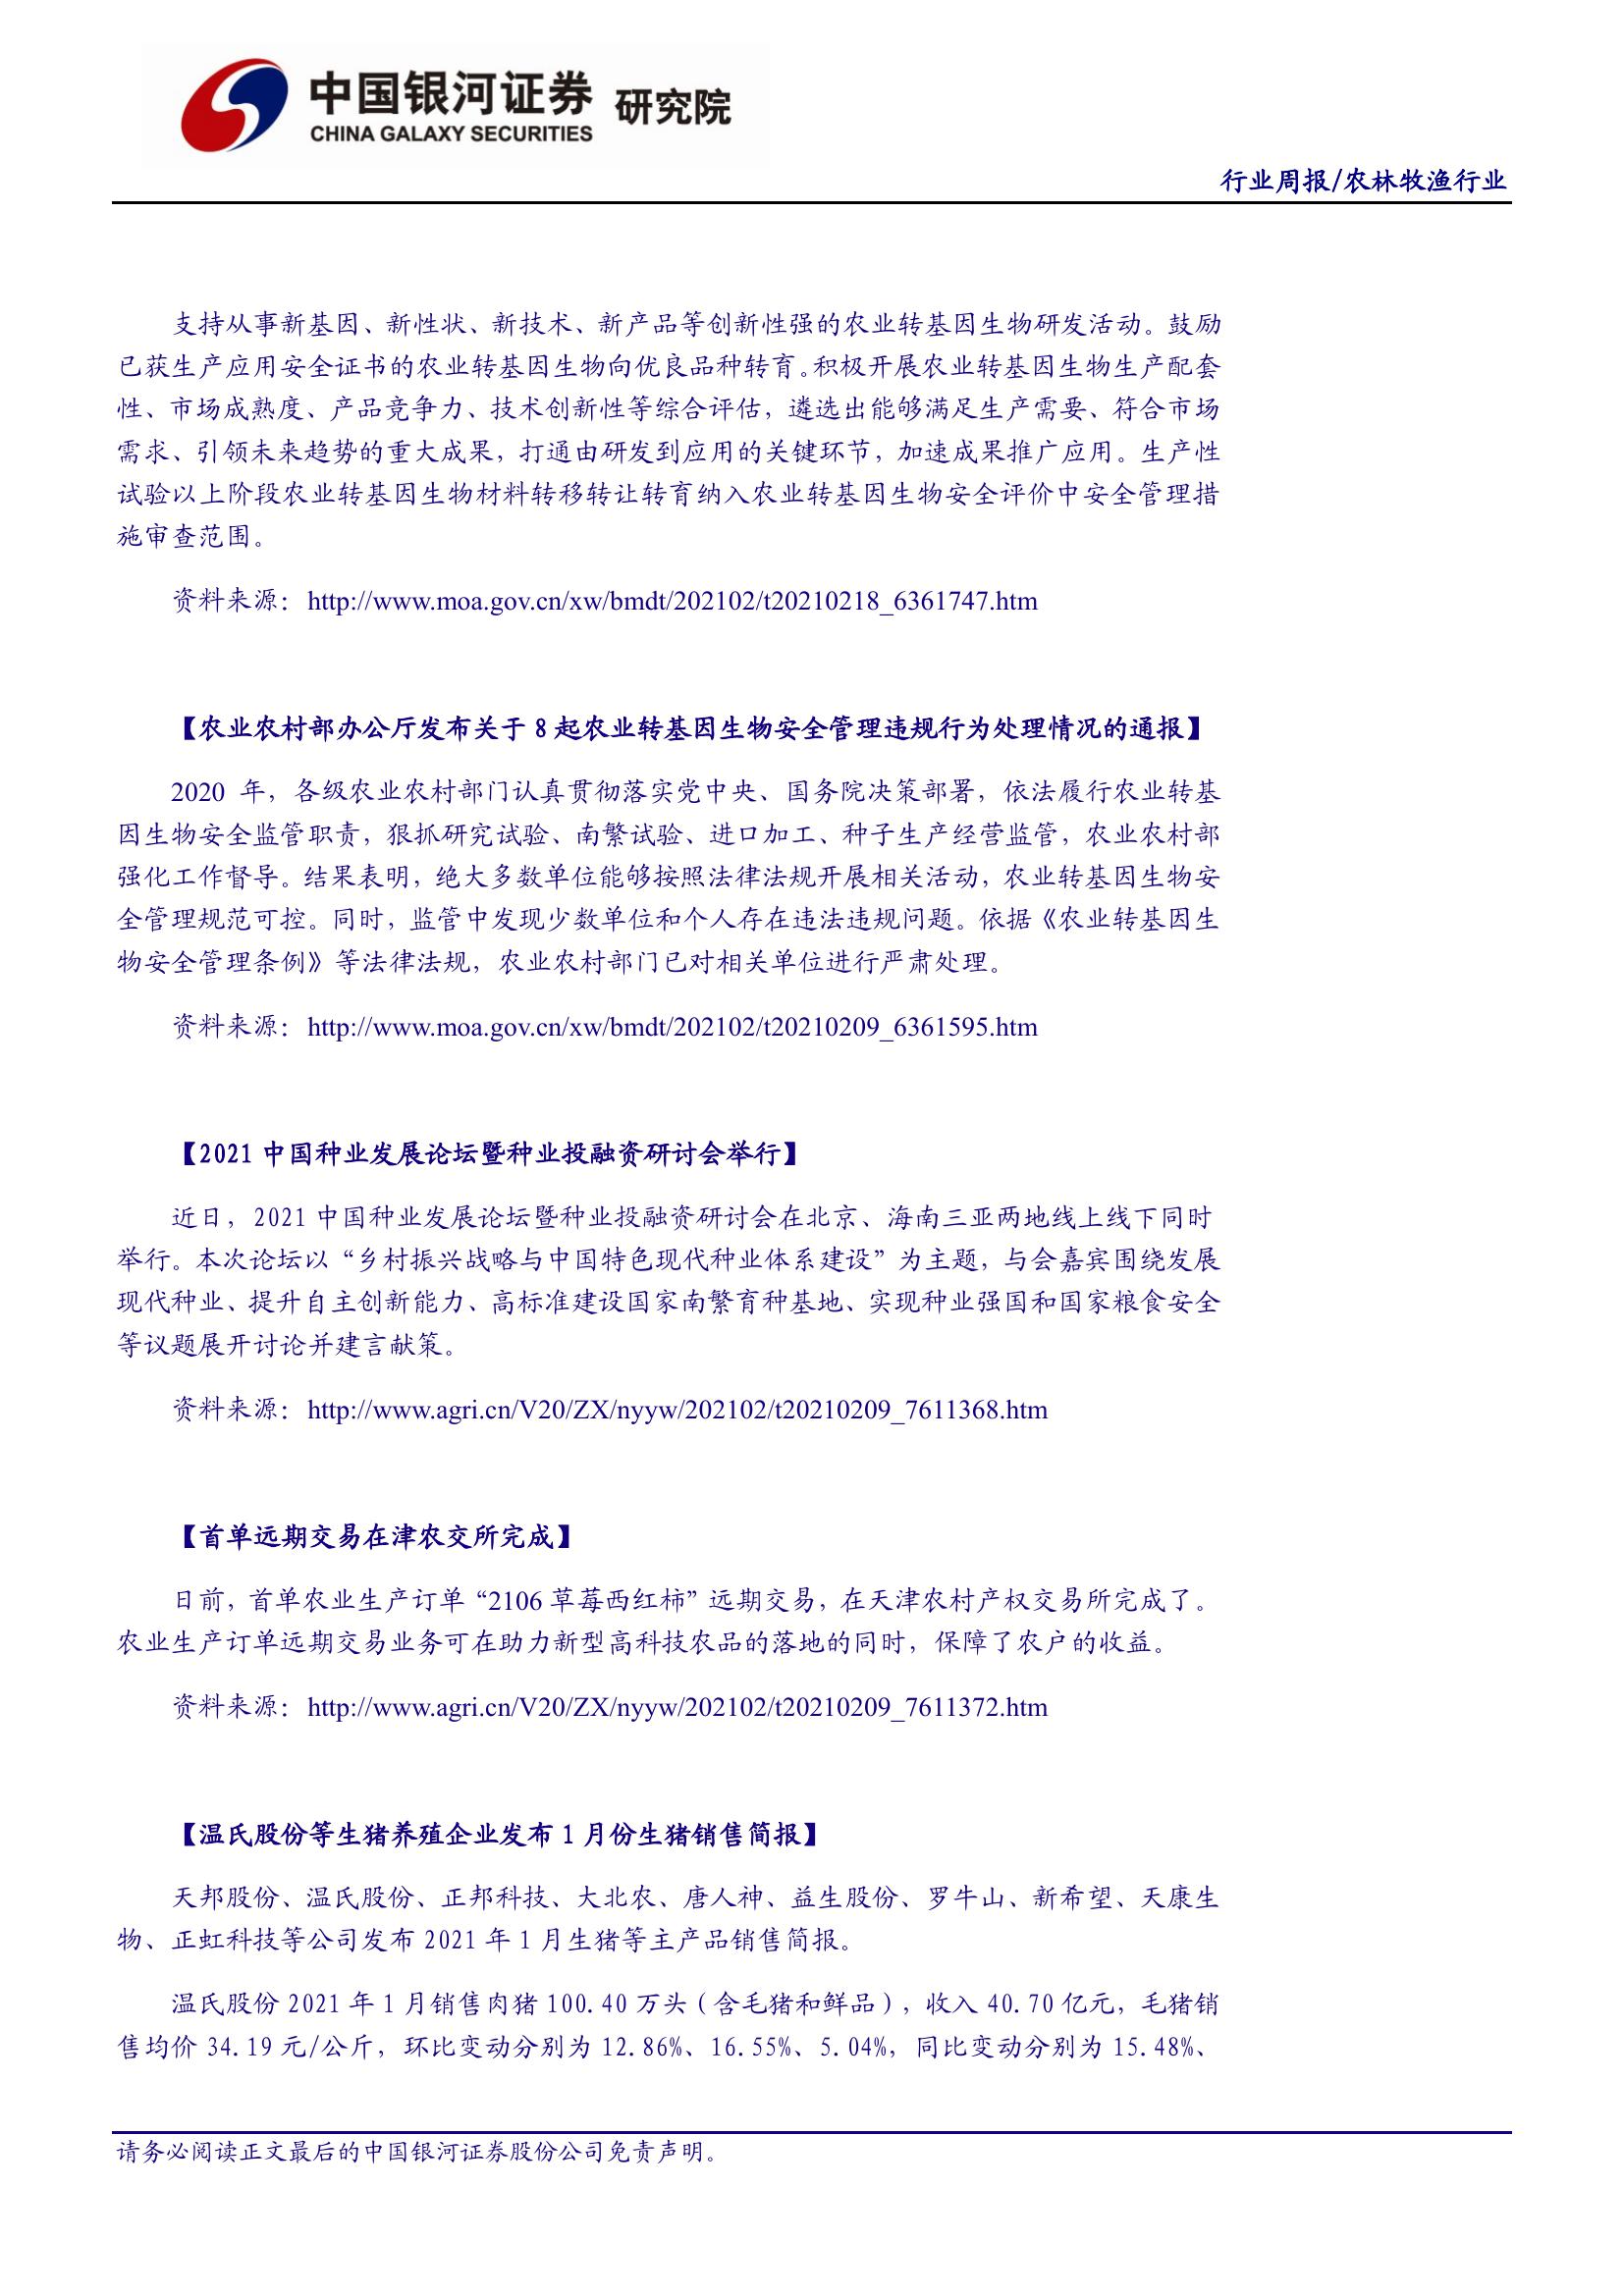 中国银河证券 研究院
CHINA GALAXY SECURITIES
行业周报/农林牧渔行业
支持从事新基因、新性状、新技术、新产品等创新性强的农业转基因生物研发活动。鼓励
已获生产应用安全证书的农业转基因生物向优良品种转育。积极开展农业转基因生物生产配套
性、市场成熟度、产品竞争力、技术创新性等综合评估，遴选出能够满足生产需要、符合市场
需求、引领未来趋势的重大成果，打通由研发到应用的关键环节，加速成果推广应用。生产性
试验以上阶段农业转基因生物材料转移转让转育纳入农业转基因生物安全评价中安全管理措
施审查范围。
资料来源：http://www.moa.gov.cn/xw/bmdt/202102/t20210218_6361747.htm
【农业农村部办公厅发布关于 8 起农业转基因生物安全管理违规行为处理情况的通报】
2020 年，各级农业农村部门认真贯彻落实党中央、国务院决策部署，依法履行农业转基
因生物安全监管职责，狠抓研究试验、南繁试验、进口加工、种子生产经营监管，农业农村部
强化工作督导。结果表明，绝大多数单位能够按照法律法规开展相关活动，农业转基因生物安
全管理规范可控。同时，监管中发现少数单位和个人存在违法违规问题。依据《农业转基因生
物安全管理条例》等法律法规，农业农村部门已对相关单位进行严肃处理。
资料来源：http://www.moa.gov.cn/xw/bmdt/202102/t20210209_6361595.htm
【2021 中国种业发展论坛暨种业投融资研讨会举行】
近日，2021 中国种业发展论坛暨种业投融资研讨会在北京、海南三亚两地线上线下同时
举行。本次论坛以“乡村振兴战略与中国特色现代种业体系建设”为主题，与会嘉宾围绕发展
现代种业、提升自主创新能力、高标准建设国家南繁育种基地、实现种业强国和国家粮食安全
等议题展开讨论并建言献策。
资料来源：http://www.agri.cn/V20/ZX/nyyw/202102/t20210209_7611368.htm
【首单远期交易在津农交所完成】
日前，首单农业生产订单“2106 草莓西红柿”远期交易，在天津农村产权交易所完成了。
农业生产订单远期交易业务可在助力新型高科技农品的落地的同时，保障了农户的收益。
资料来源：http://www.agri.cn/V20/ZX/nyyw/202102/t20210209_7611372.htm
【温氏股份等生猪养殖企业发布 1 月份生猪销售简报】
天邦股份、温氏股份、正邦科技、大北农、唐人神、益生股份、罗牛山、新希望、天康生
物、正虹科技等公司发布 2021 年 1 月生猪等主产品销售简报。
温氏股份 2021 年 1 月销售肉猪 100.40 万头（含毛猪和鲜品），收入 40.70 亿元，毛猪销
售均价 34.19 元/公斤，环比变动分别为 12.86%、16.55%、5.04%，同比变动分别为 15.48%、
请务必阅读正文最后的中国银河证券股份公司免责声明。